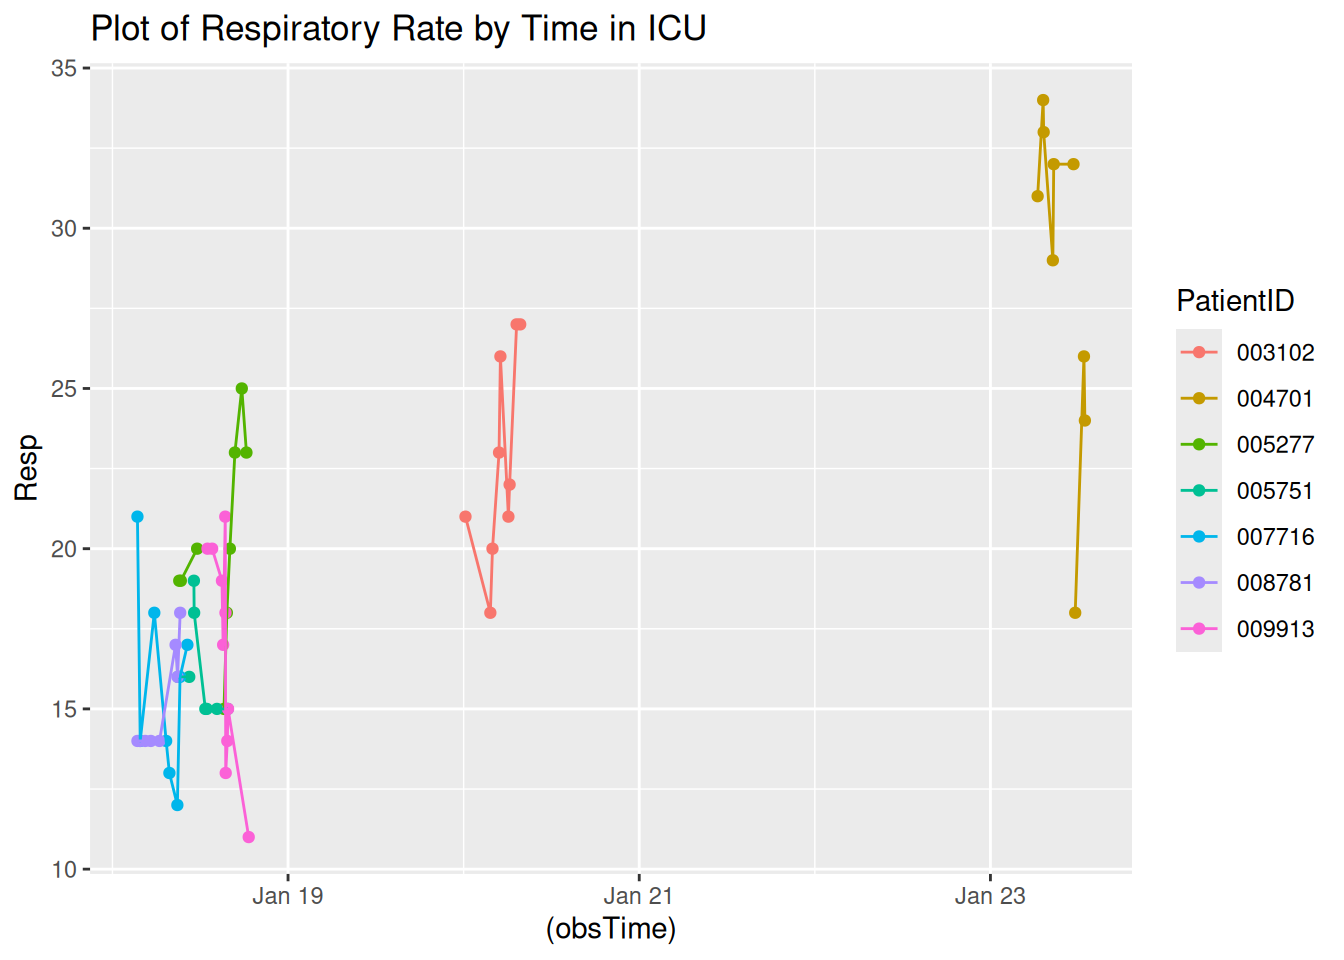 Plot of Respiratory Rate by Time in ICU
35
30
25
20
15
10
Resp
Jan 19
Jan 21
Jan 23
(obsTime)
PatientID
003102
004701
005277
005751
007716
008781
009913